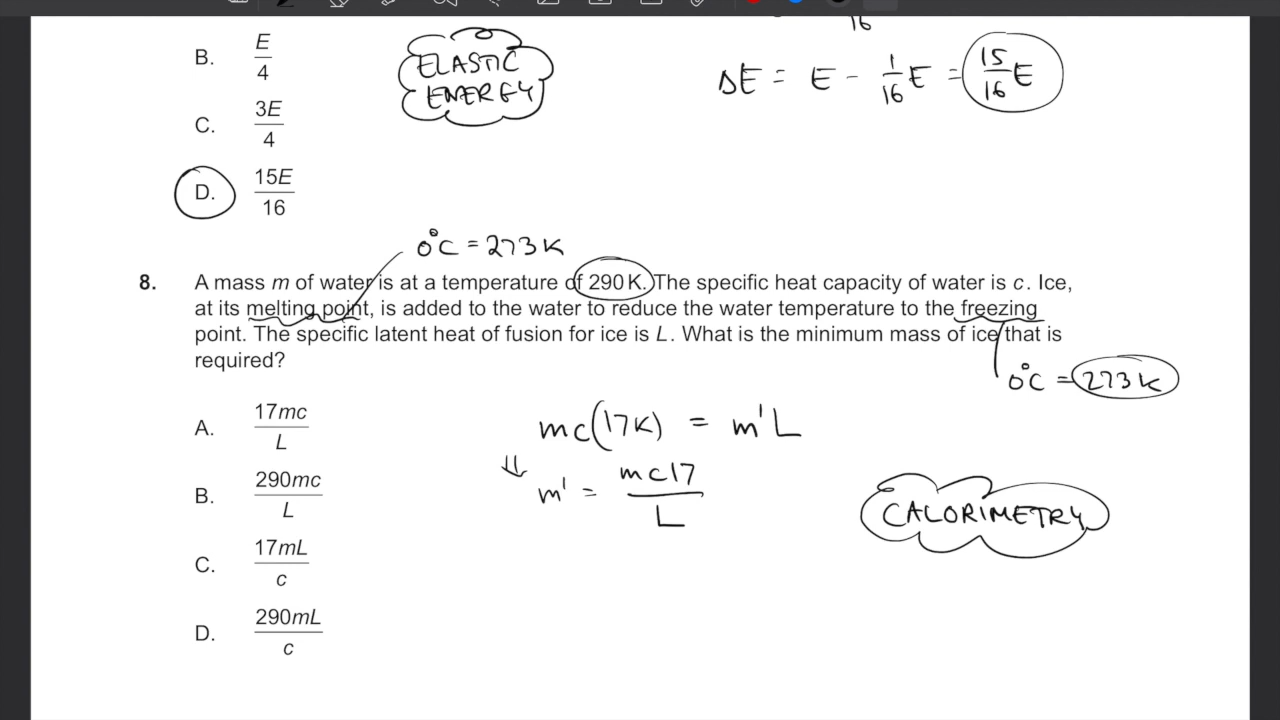 16
B. E/4
ELASTIC ENERGY
ΔE = E - 1/16 E = 15/16 E
C. 3E/4
D. 15E/16
0°C = 273K
8. A mass m of water is at a temperature of 290 K. The specific heat capacity of water is c. Ice,
at its melting point, is added to the water to reduce the water temperature to the freezing
point. The specific latent heat of fusion for ice is L. What is the minimum mass of ice that is
required?
0°C = 273K
A. 17mc/L
mc(17K) = m'L
⇓ m' = mc17/L
B. 290mc/L
CALORIMETRY
C. 17mL/c
D. 290mL/c